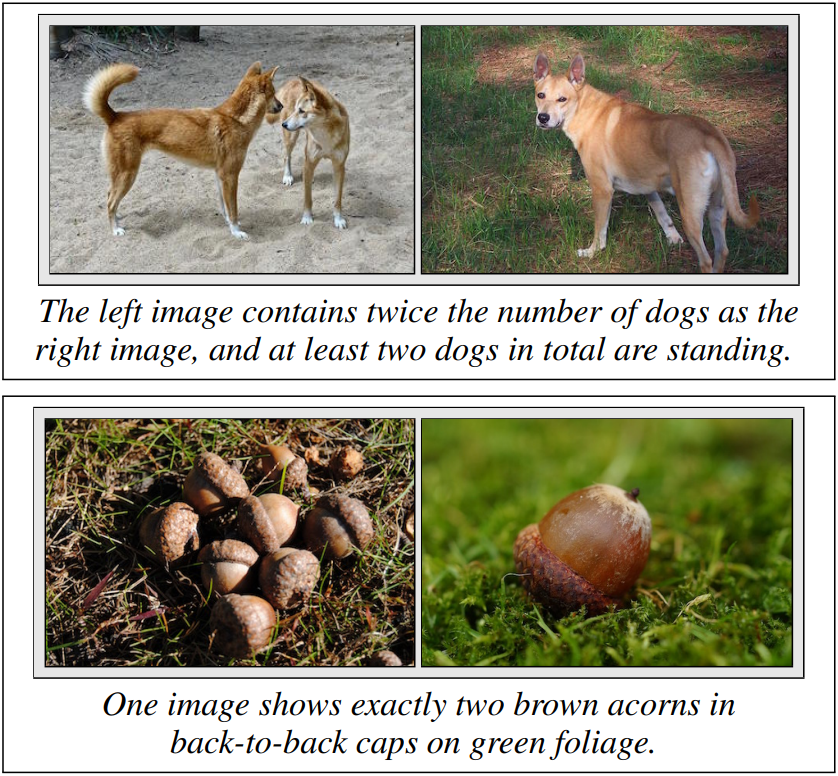 The left image contains twice the number of dogs as the
right image, and at least two dogs in total are standing.
One image shows exactly two brown acorns in
back-to-back caps on green foliage.